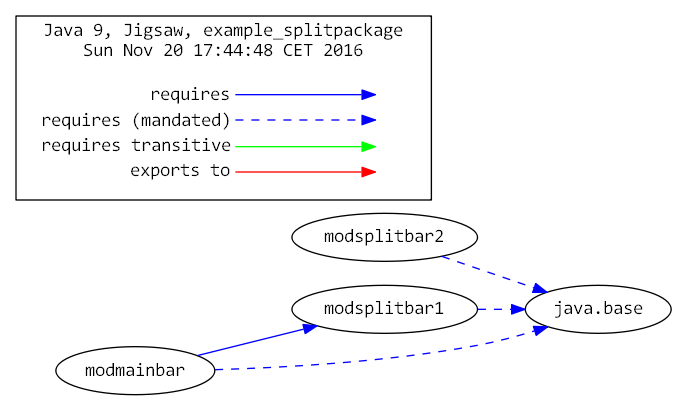 Java 9, Jigsaw, example_splitpackage
Sun Nov 20 17:44:48 CET 2016
requires
requires (mandated)
requires transitive
exports to
modsplitbar2
modsplitbar1
java.base
modmainbar